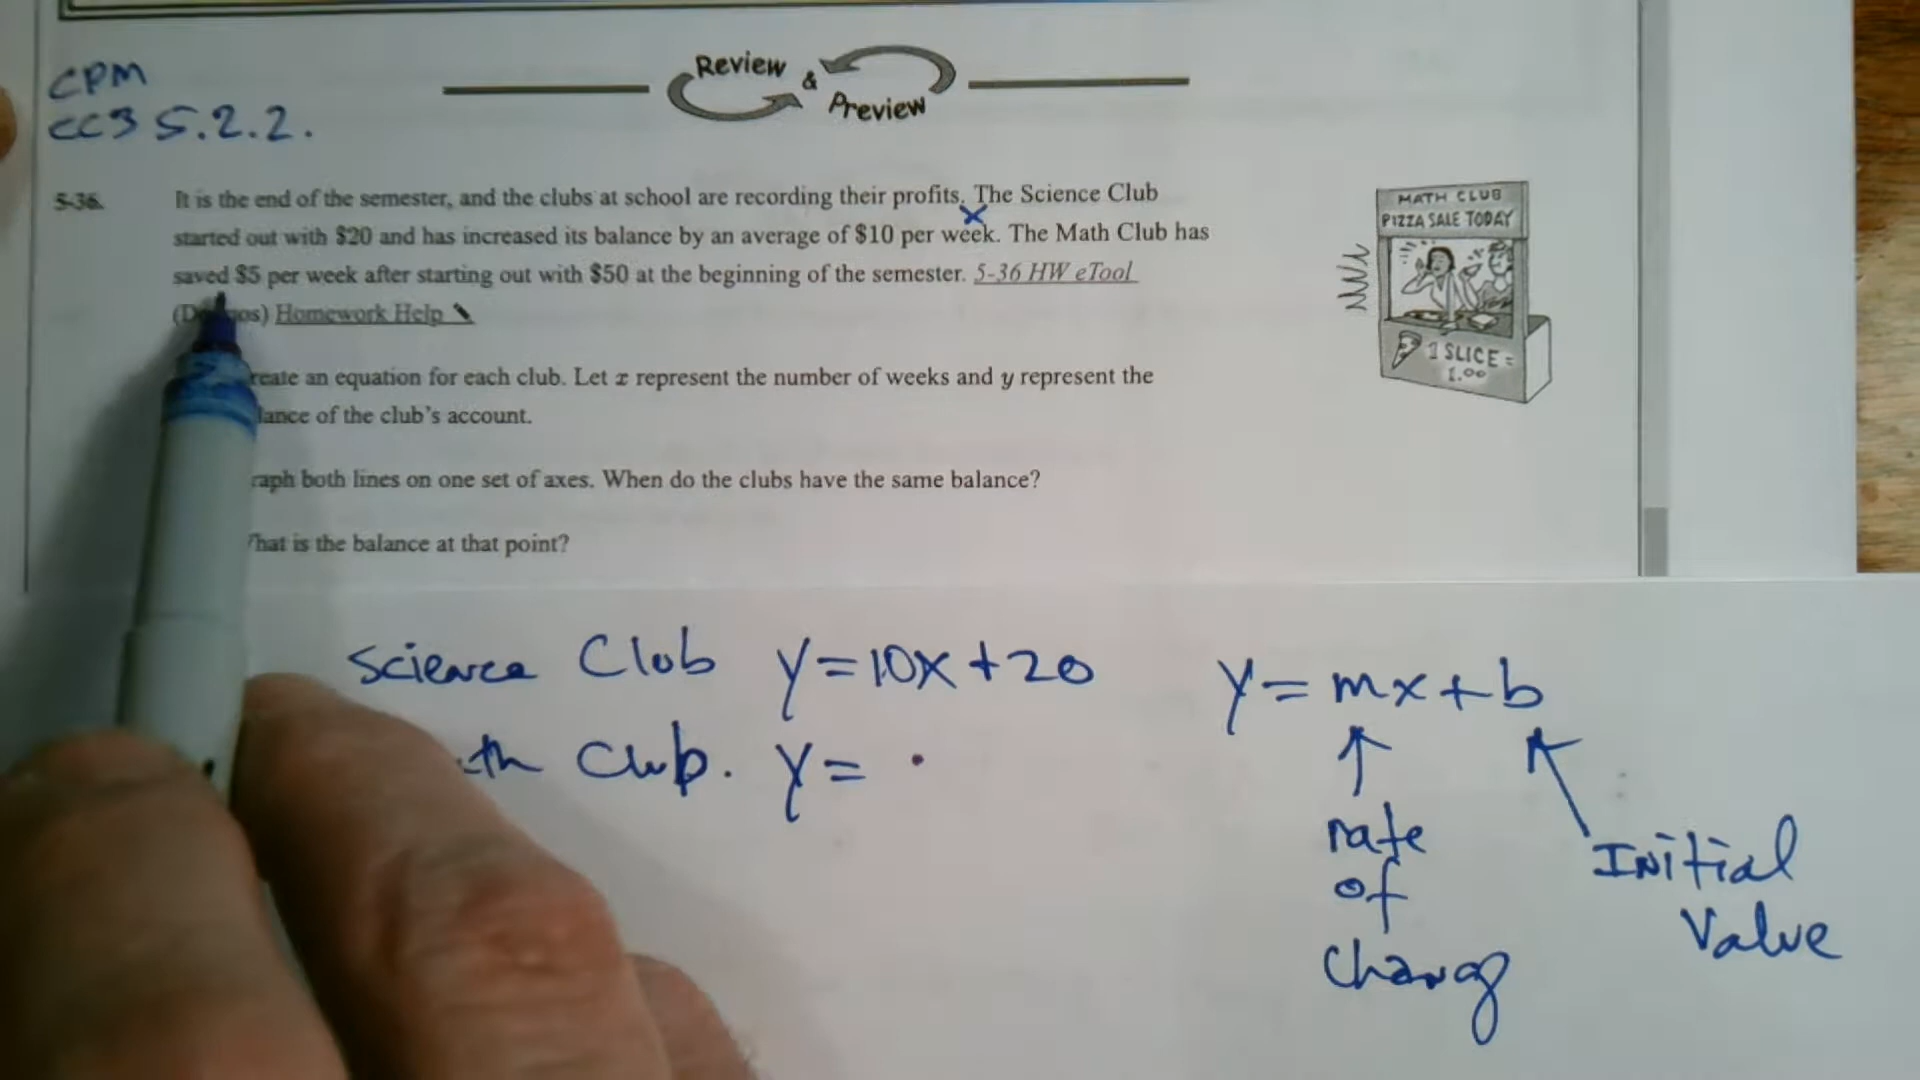 CPM
CC3 5.2.2.
Review & Preview
5-36. It is the end of the semester, and the clubs at school are recording their profits. The Science Club
x
started out with $20 and has increased its balance by an average of $10 per week. The Math Club has
saved $5 per week after starting out with $50 at the beginning of the semester. 5-36 HW eTool
Homework Help
an equation for each club. Let x represent the number of weeks and y represent the
of the club's account.
both lines on one set of axes. When do the clubs have the same balance?
is the balance at that point?
MATH CLUB
PIZZA SALE TODAY
1 SLICE =
1.00
Science Club y=10x+20
Club. y=
y=mx+b
rate
of
change
Initial
Value